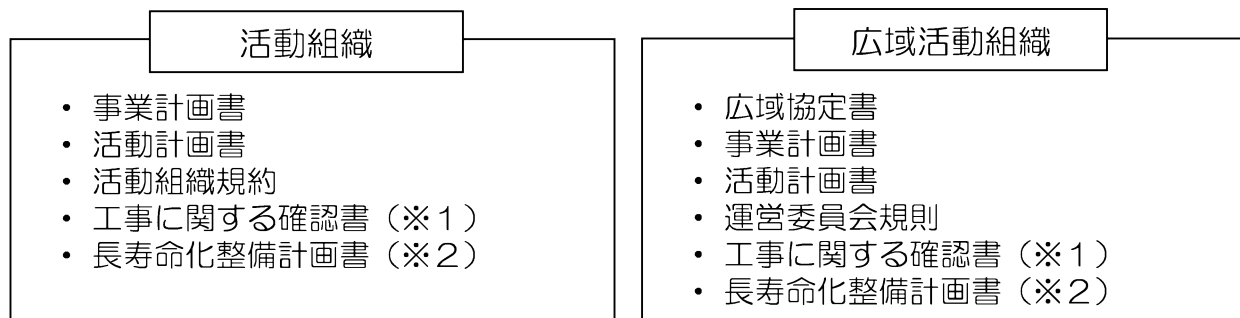 活動組織
・ 事業計画書
・ 活動計画書
・ 活動組織規約
・ 工事に関する確認書（※１）
・ 長寿命化整備計画書（※２）
広域活動組織
・ 広域協定書
・ 事業計画書
・ 活動計画書
・ 運営委員会規則
・ 工事に関する確認書（※１）
・ 長寿命化整備計画書（※２）